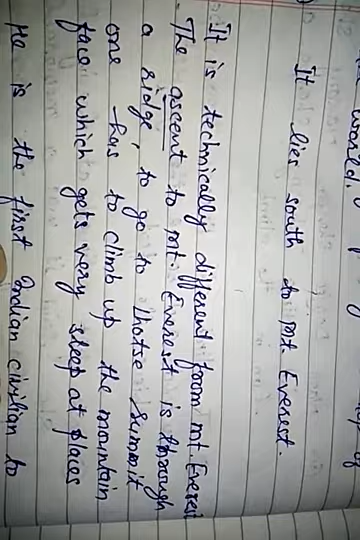 world.
It lies south to Mt. Everest.
It is technically different from mt. Everest
. The ascent to mt. Everest is through
a ridge, to go to Lhotse summit
one has to climb up the mountain
face which gets very steep at places
He is the first Indian civilian to